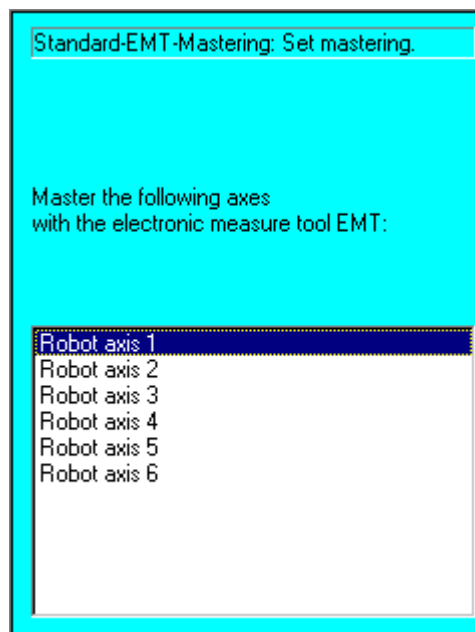 Standard-EMT-Mastering: Set mastering.
Master the following axes
with the electronic measure tool EMT:
Robot axis 1
Robot axis 2
Robot axis 3
Robot axis 4
Robot axis 5
Robot axis 6